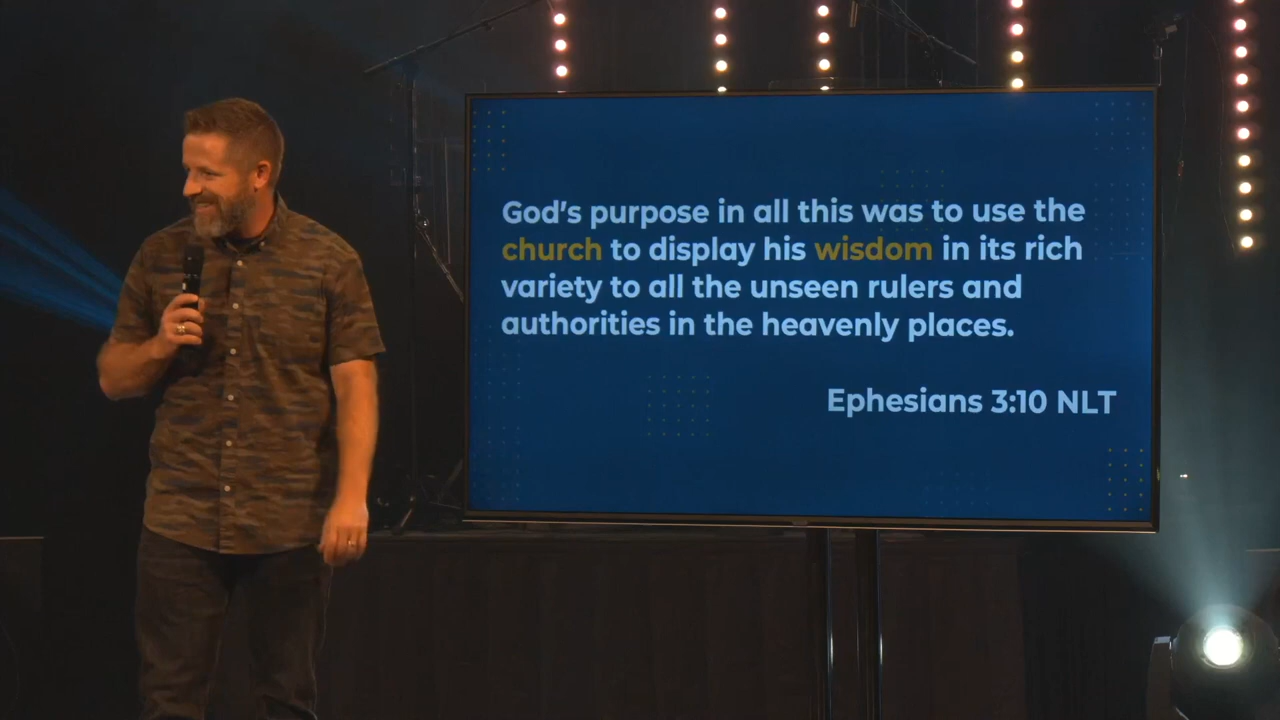 God's purpose in all this was to use the
church to display his wisdom in its rich
variety to all the unseen rulers and
authorities in the heavenly places.
Ephesians 3:10 NLT